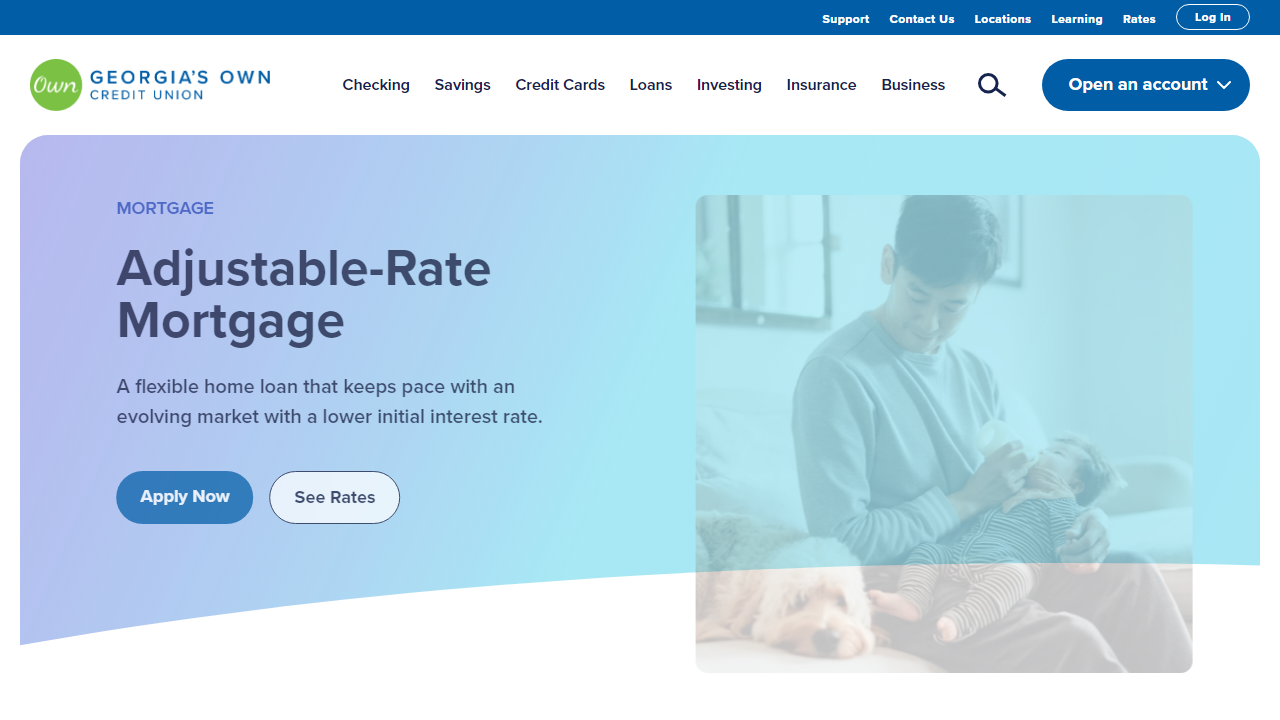 Support Contact Us Locations Learning Rates Log In
Own GEORGIA'S OWN
CREDIT UNION
Checking Savings Credit Cards Loans Investing Insurance Business Open an account
MORTGAGE
Adjustable-Rate
Mortgage
A flexible home loan that keeps pace with an
evolving market with a lower initial interest rate.
Apply Now See Rates